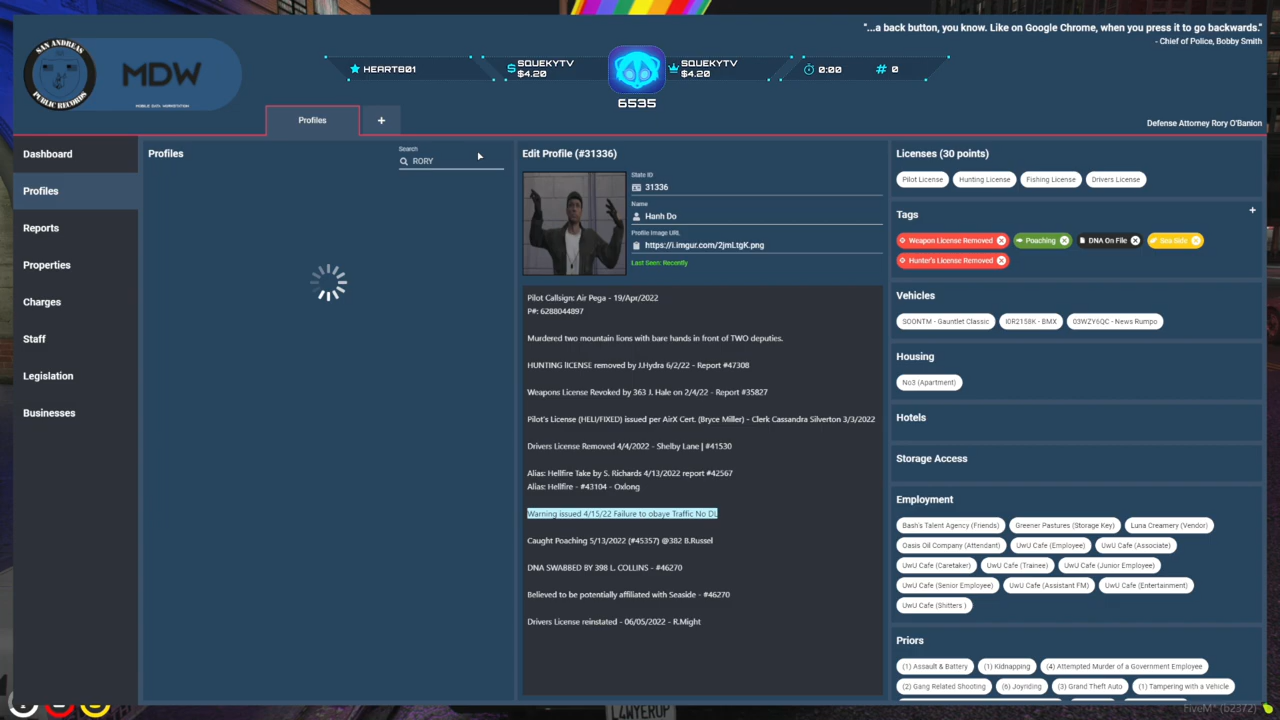 "...a back button, you know. Like on Google Chrome, when you press it to go backwards."
- Chief of Police, Bobby Smith
SAN ANDREAS
PUBLIC RECORDS
MDW
MOBILE DATA WORKSTATION
HEART801
SQUEKYTV
$4.20
6535
SQUEKYTV
$4.20
0:00
# 0
Profiles
+
Defense Attorney Rory O'Banion
Dashboard
Profiles
Reports
Properties
Charges
Staff
Legislation
Businesses
Profiles
Search
RORY
Edit Profile (#31336)
State ID
31336
Name
Hanh Do
Profile Image URL
https://i.imgur.com/2jmLtgK.png
Last Seen: Recently
Pilot Callsign: Air Pega - 19/Apr/2022
P#: 6288044897
Murdered two mountain lions with bare hands in front of TWO deputies.
HUNTING lICENSE removed by J.Hydra 6/2/22 - Report #47308
Weapons License Revoked by 363 J. Hale on 2/4/22 - Report #35827
Pilot's License (HELI/FIXED) issued per AirX Cert. (Bryce Miller) - Clerk Cassandra Silverton 3/3/2022
Drivers License Removed 4/4/2022 - Shelby Lane | #41530
Alias: Hellfire Take by S. Richards 4/13/2022 report #42567
Alias: Hellfire - #43104 - Oxlong
Warning issued 4/15/22 Failure to obaye Traffic No DL
Caught Poaching 5/13/2022 (#45357) @382 B.Russel
DNA SWABBED BY 398 L. COLLINS - #46270
Believed to be potentially affiliated with Seaside - #46270
Drivers License reinstated - 06/05/2022 - R.Might
Licenses (30 points)
Pilot License Hunting License Fishing License Drivers License
Tags +
Weapon License Removed Poaching DNA On File Sea Side
Hunter's License Removed
Vehicles
SOONTM - Gauntlet Classic I0R21S8K - BMX 03WZY6QC - News Rumpo
Housing
No3 (Apartment)
Hotels
Storage Access
Employment
Bash's Talent Agency (Friends) Greener Pastures (Storage Key) Luna Creamery (Vendor)
Oasis Oil Company (Attendant) UwU Cafe (Employee) UwU Cafe (Associate)
UwU Cafe (Caretaker) UwU Cafe (Trainee) UwU Cafe (Junior Employee)
UwU Cafe (Senior Employee) UwU Cafe (Assistant FM) UwU Cafe (Entertainment)
UwU Cafe (Shitters )
Priors
(1) Assault & Battery (1) Kidnapping (4) Attempted Murder of a Government Employee
(2) Gang Related Shooting (6) Joyriding (3) Grand Theft Auto (1) Tampering with a Vehicle
L4WYERUP
FiveM* (b2372)